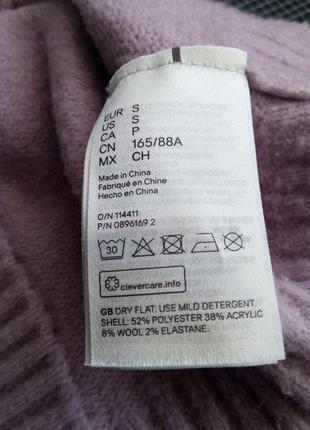 EUR S
US S
CA P
CN 165/88A
MX CH
Made in China
Fabriqué en Chine
Hecho en China
O/N 114411
P/N 0896169 2
30
clevercare.info
GB DRY FLAT. USE MILD DETERGENT.
SHELL: 52% POLYESTER 38% ACRYLIC
8% WOOL 2% ELASTANE.